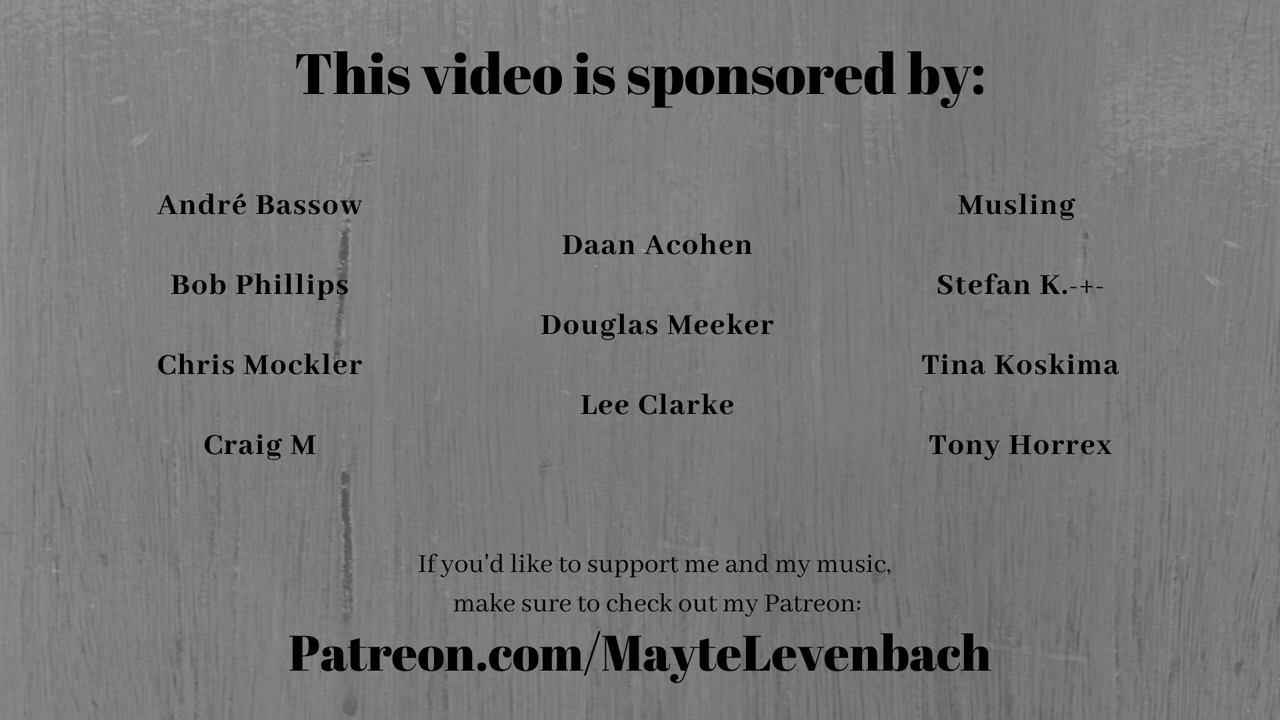 This video is sponsored by:
André Bassow
Bob Phillips
Chris Mockler
Craig M
Daan Acohen
Douglas Meeker
Lee Clarke
Musling
Stefan K.-+-
Tina Koskima
Tony Horrex
If you'd like to support me and my music,
make sure to check out my Patreon:
Patreon.com/MayteLevenbach